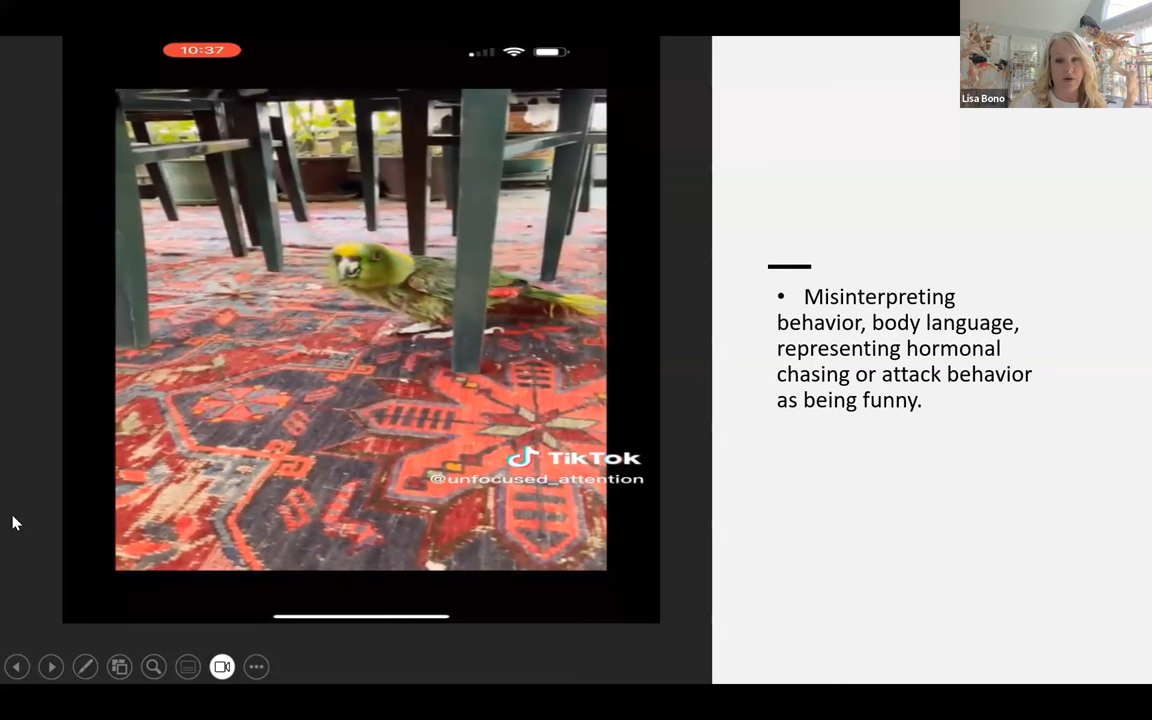 10:37
Lisa Bono
• Misinterpreting
behavior, body language,
representing hormonal
chasing or attack behavior
as being funny.
TikTok
@unfocused_attention